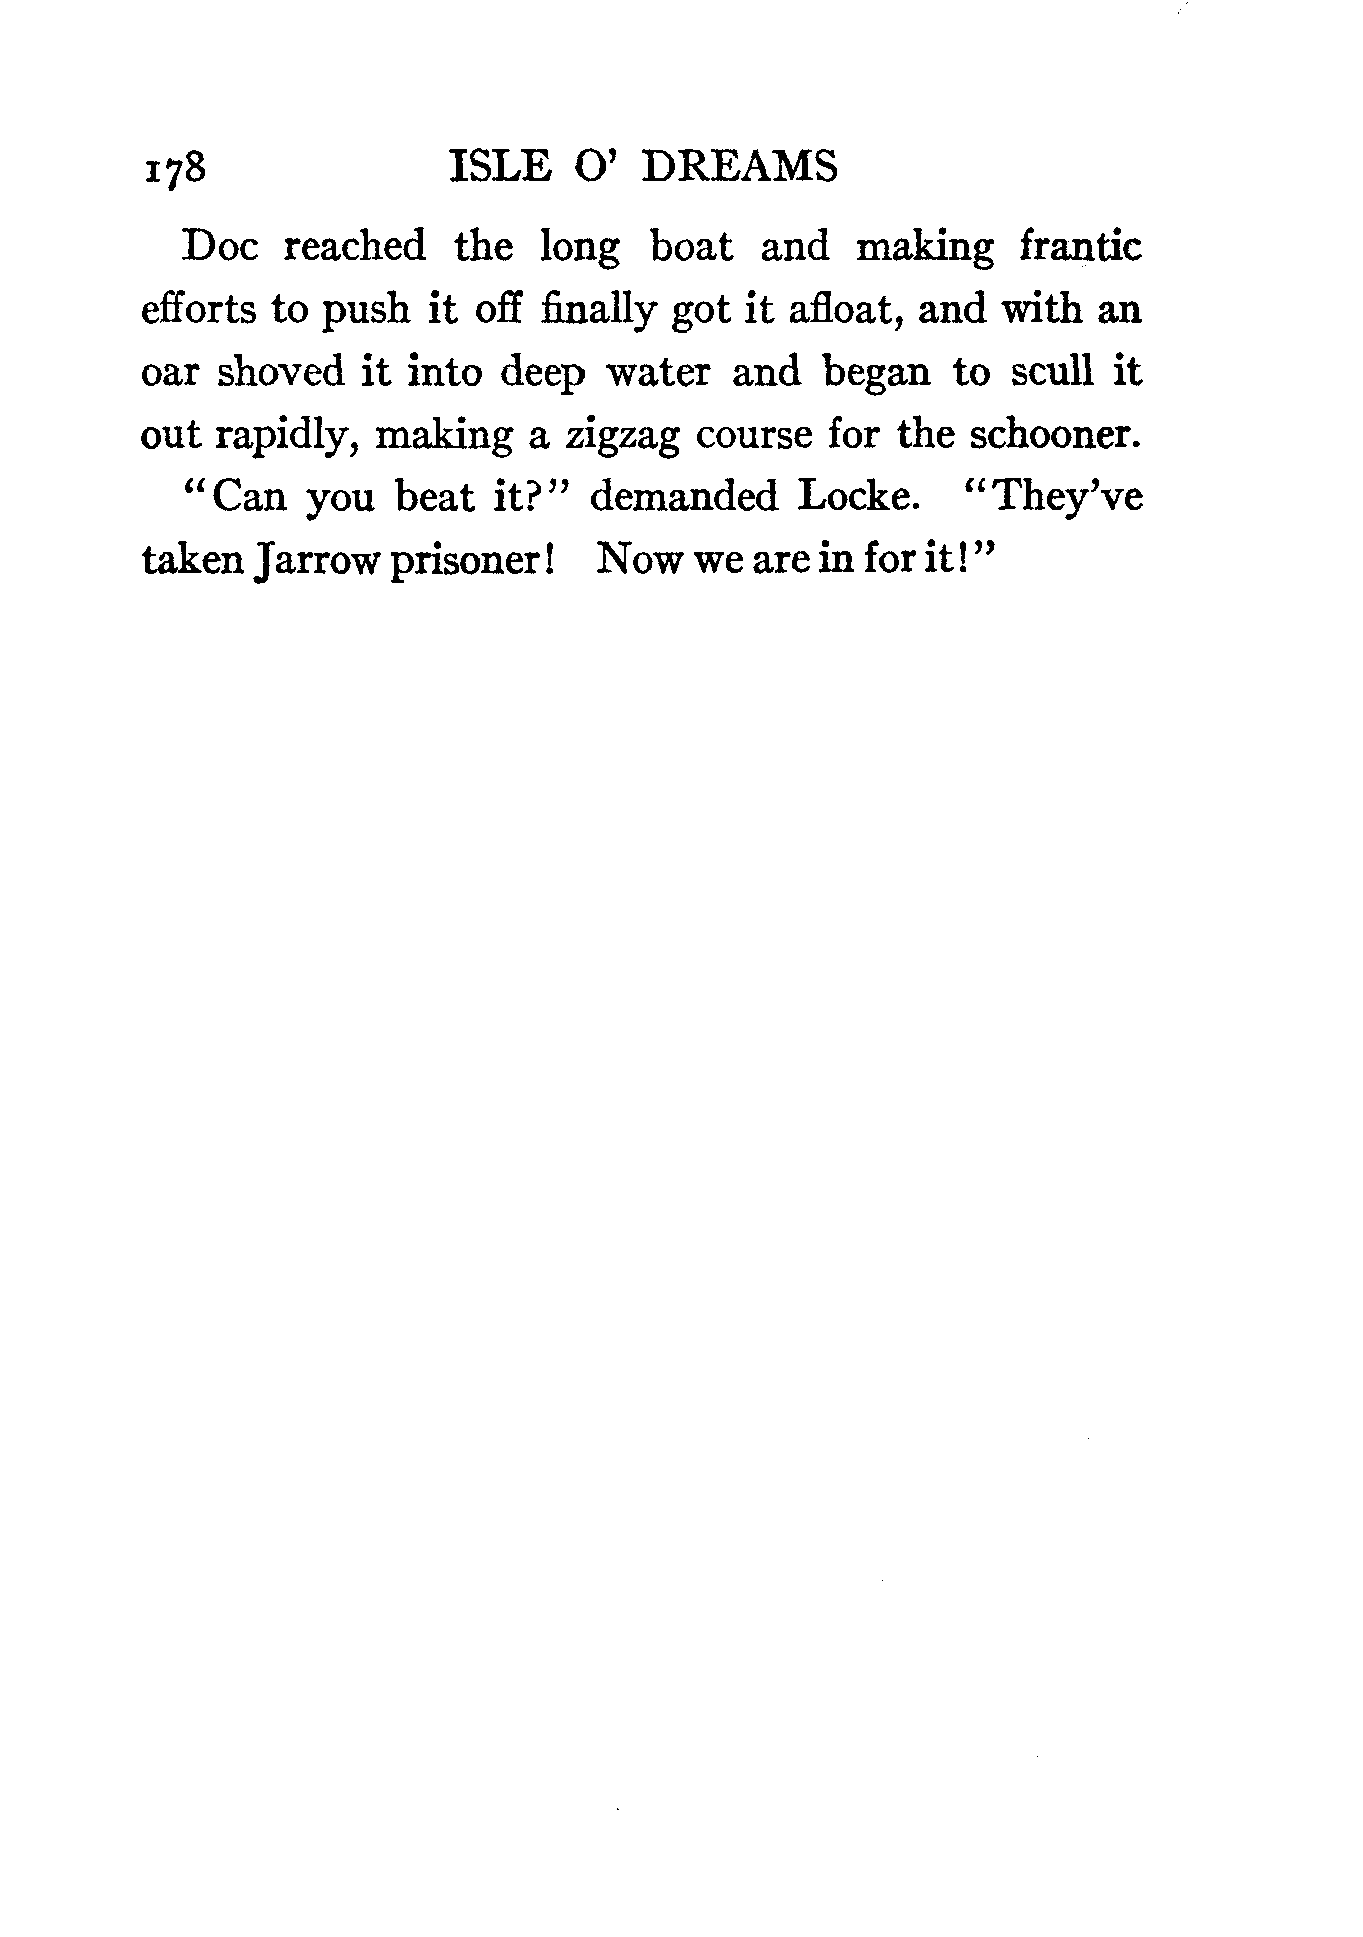 178 ISLE O' DREAMS
Doc reached the long boat and making frantic
efforts to push it off finally got it afloat, and with an
oar shoved it into deep water and began to scull it
out rapidly, making a zigzag course for the schooner.
"Can you beat it?" demanded Locke. "They've
taken Jarrow prisoner! Now we are in for it!"